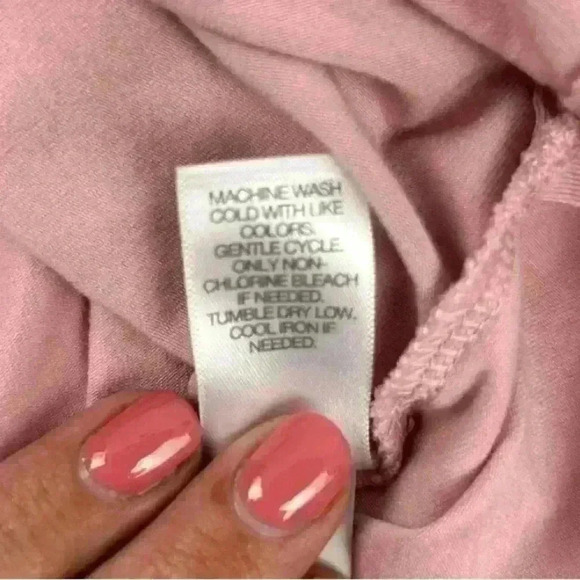 MACHINE WASH
COLD WITH LIKE
COLORS.
GENTLE CYCLE.
ONLY NON-
CHLORINE BLEACH
IF NEEDED.
TUMBLE DRY LOW.
COOL IRON IF
NEEDED.